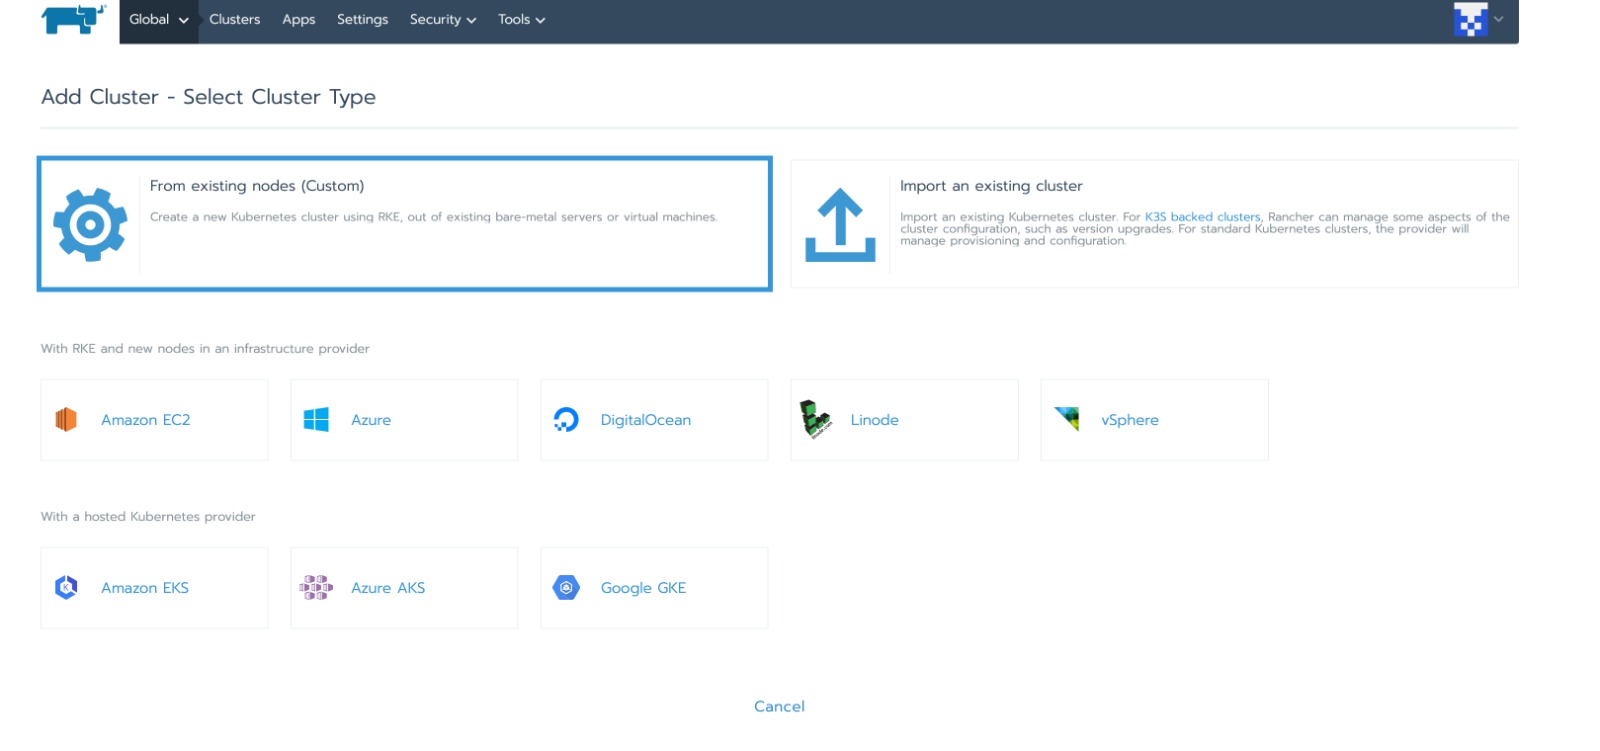 Global Clusters Apps Settings Security Tools
Add Cluster - Select Cluster Type
From existing nodes (Custom)
Create a new Kubernetes cluster using RKE, out of existing bare-metal servers or virtual machines.
Import an existing cluster
Import an existing Kubernetes cluster. For K3S backed clusters, Rancher can manage some aspects of the
cluster configuration, such as version upgrades. For standard Kubernetes clusters, the provider will
manage provisioning and configuration.
With RKE and new nodes in an infrastructure provider
Amazon EC2 Azure DigitalOcean Linode vSphere
With a hosted Kubernetes provider
Amazon EKS Azure AKS Google GKE
Cancel